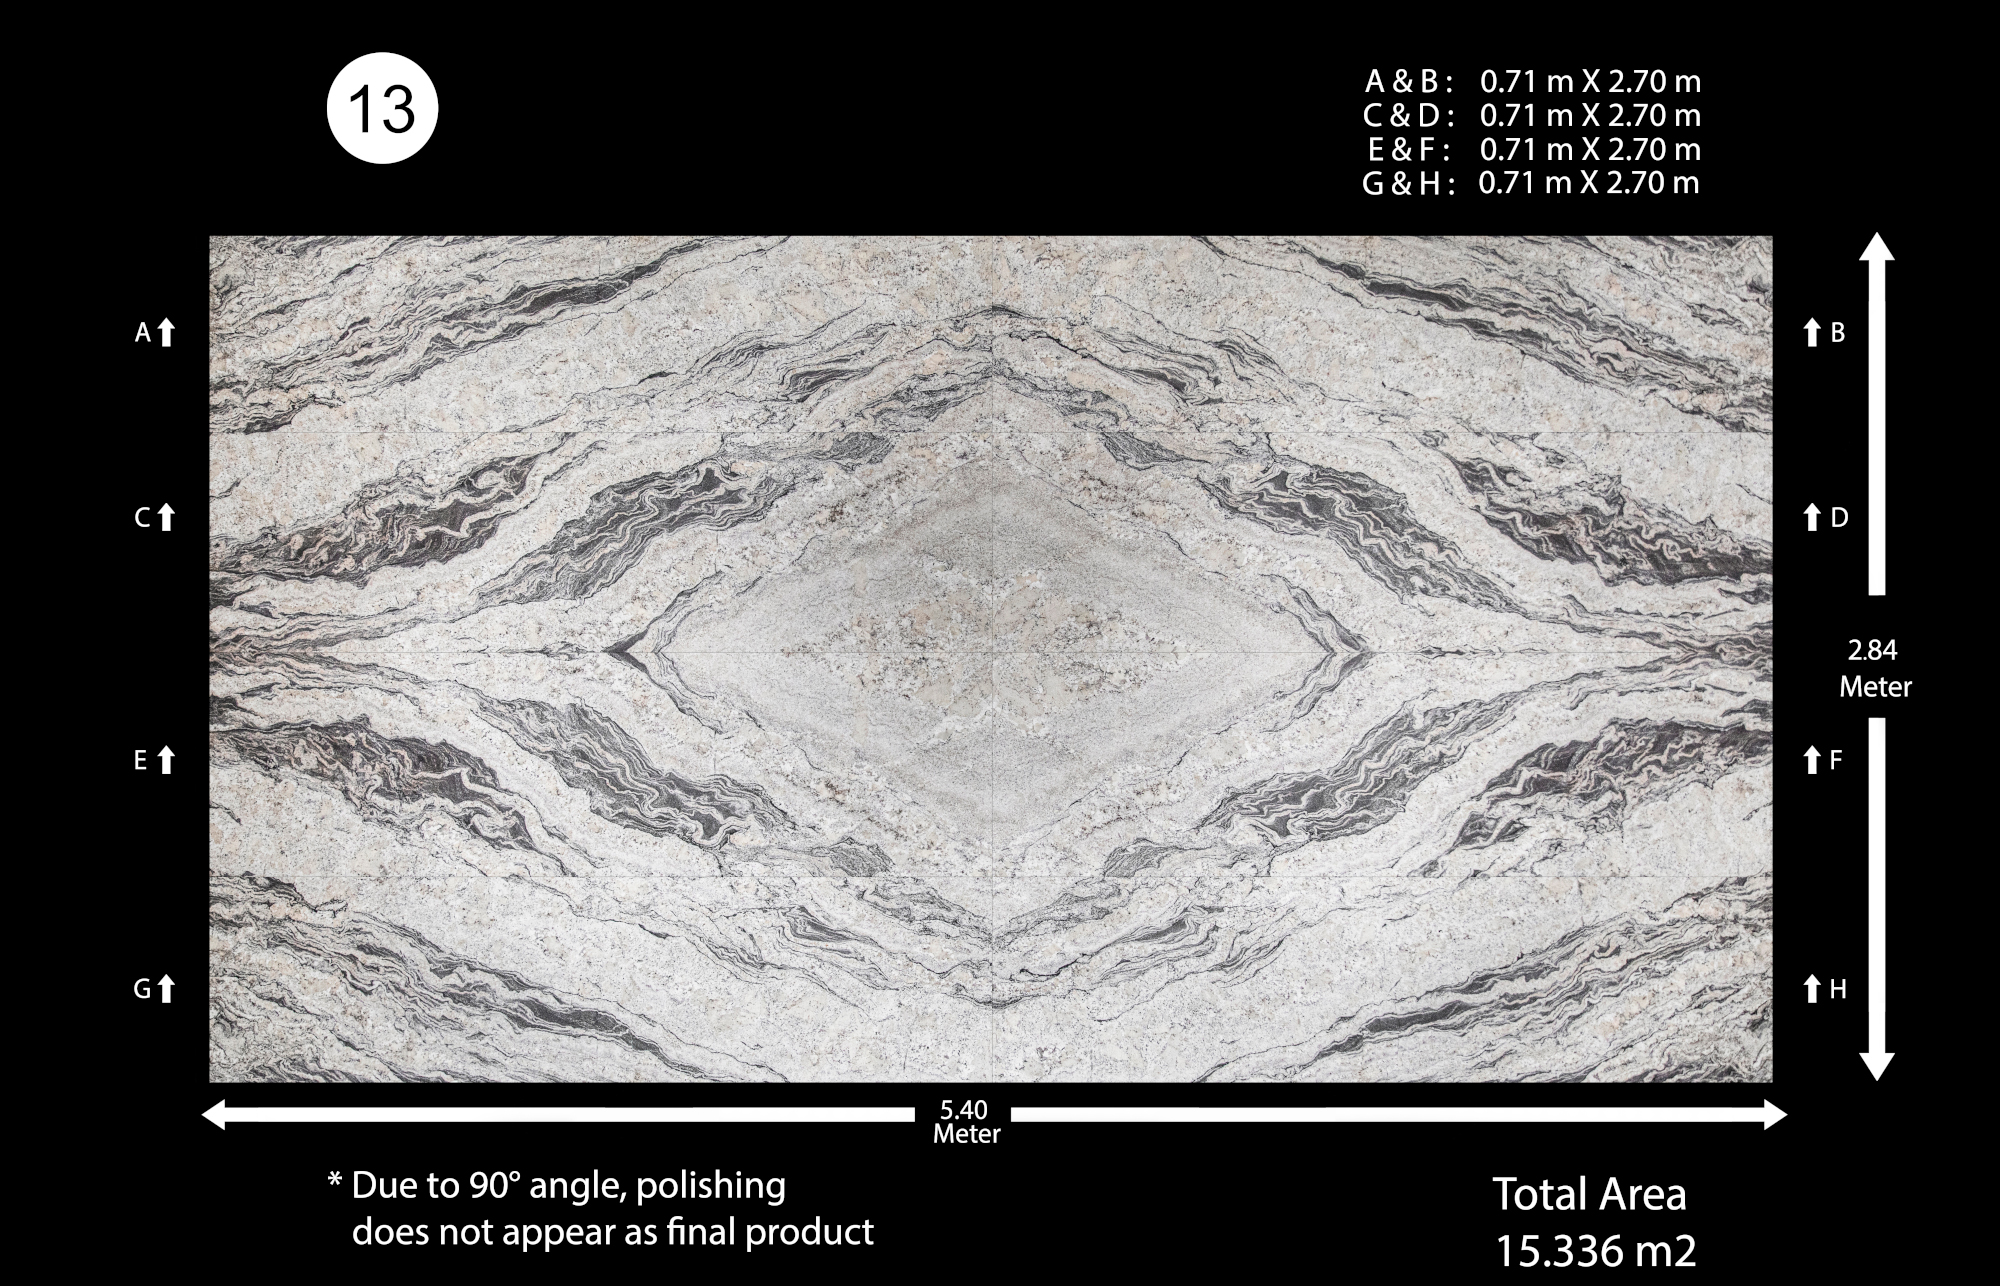 13
A & B : 0.71 m X 2.70 m
C & D : 0.71 m X 2.70 m
E & F : 0.71 m X 2.70 m
G & H : 0.71 m X 2.70 m
A
B
C
D
2.84
Meter
E
F
G
H
5.40
Meter
* Due to 90° angle, polishing
does not appear as final product
Total Area
15.336 m2